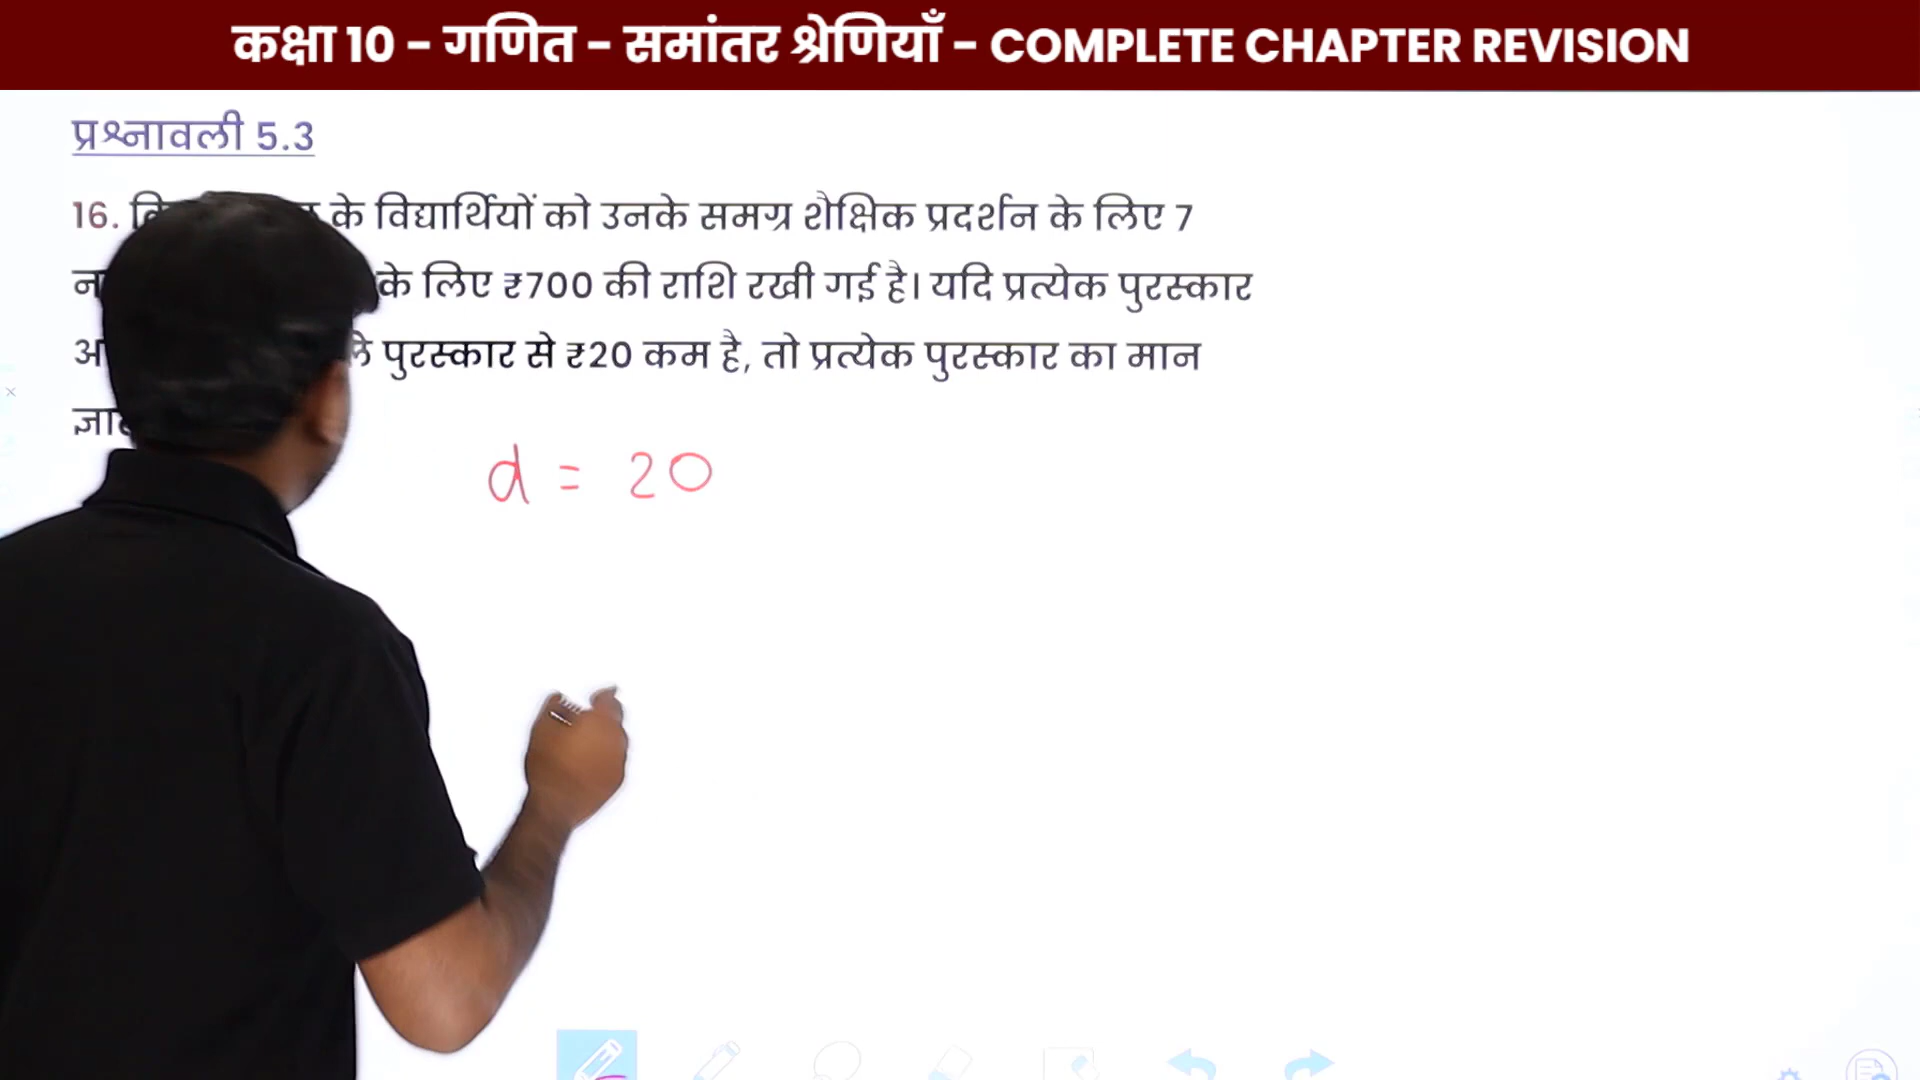 कक्षा 10 – गणित – समांतर श्रेणियाँ – COMPLETE CHAPTER REVISION
प्रश्नावली 5.3
16. के विद्यार्थियों को उनके समग्र शैक्षिक प्रदर्शन के लिए 7
के लिए ₹700 की राशि रखी गई है। यदि प्रत्येक पुरस्कार
पुरस्कार से ₹20 कम है, तो प्रत्येक पुरस्कार का मान
d = 20